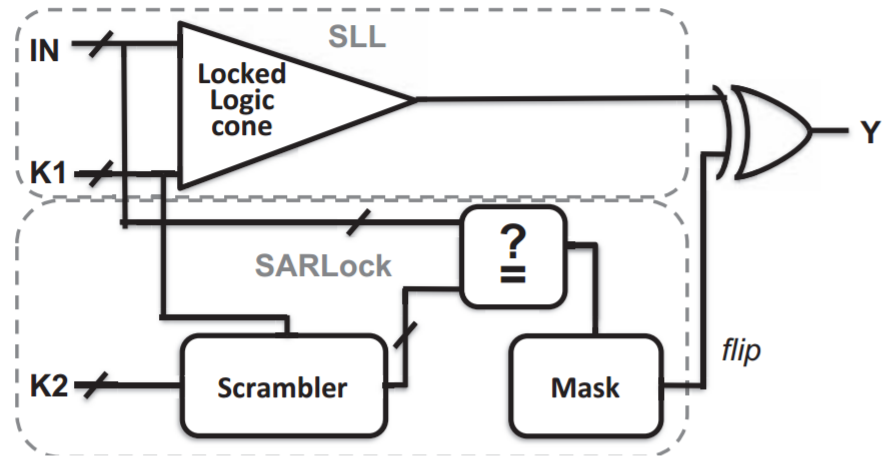 SLL
IN
Locked
Logic
cone
Y
K1
?
=
SARLock
flip
K2
Scrambler
Mask